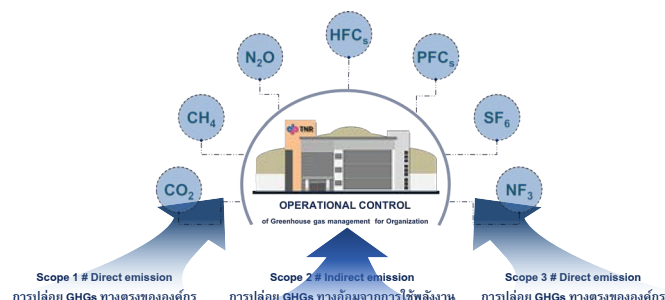 HFCs
N2O
PFCs
CH4
SF6
TNR
CO2
NF3
OPERATIONAL CONTROL
of Greenhouse gas management for Organization
Scope 1 # Direct emission
การปล่อย GHGs ทางตรงขององค์กร
Scope 2 # Indirect emission
การปล่อย GHGs ทางอ้อมจากการใช้พลังงาน
Scope 3 # Direct emission
การปล่อย GHGs ทางตรงขององค์กร